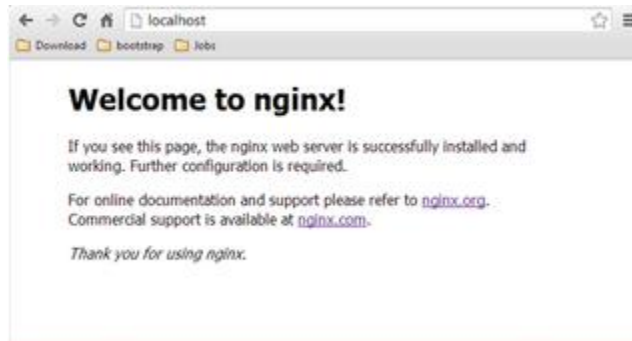 localhost
Download bootstrap Jobs
Welcome to nginx!
If you see this page, the nginx web server is successfully installed and
working. Further configuration is required.
For online documentation and support please refer to nginx.org.
Commercial support is available at nginx.com.
Thank you for using nginx.